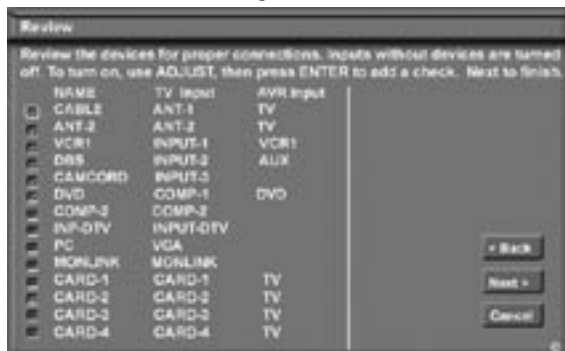 Review
Review the devices for proper connections. Inputs without devices are turned
off. To turn on, use ADJUST, then press ENTER to add a check. Next to finish.
NAME TV Input AVR Input
CABLE ANT-1 TV
ANT-2 ANT-2 TV
VCR1 INPUT-1 VCR1
DBS INPUT-2 AUX
CAMCORD INPUT-3
DVD COMP-1 DVD
COMP-2 COMP-2
INP-DTV INPUT-DTV
PC VGA
MONLINK MONLINK
CARD-1 CARD-1 TV
CARD-2 CARD-2 TV
CARD-3 CARD-3 TV
CARD-4 CARD-4 TV
< Back
Next >
Cancel